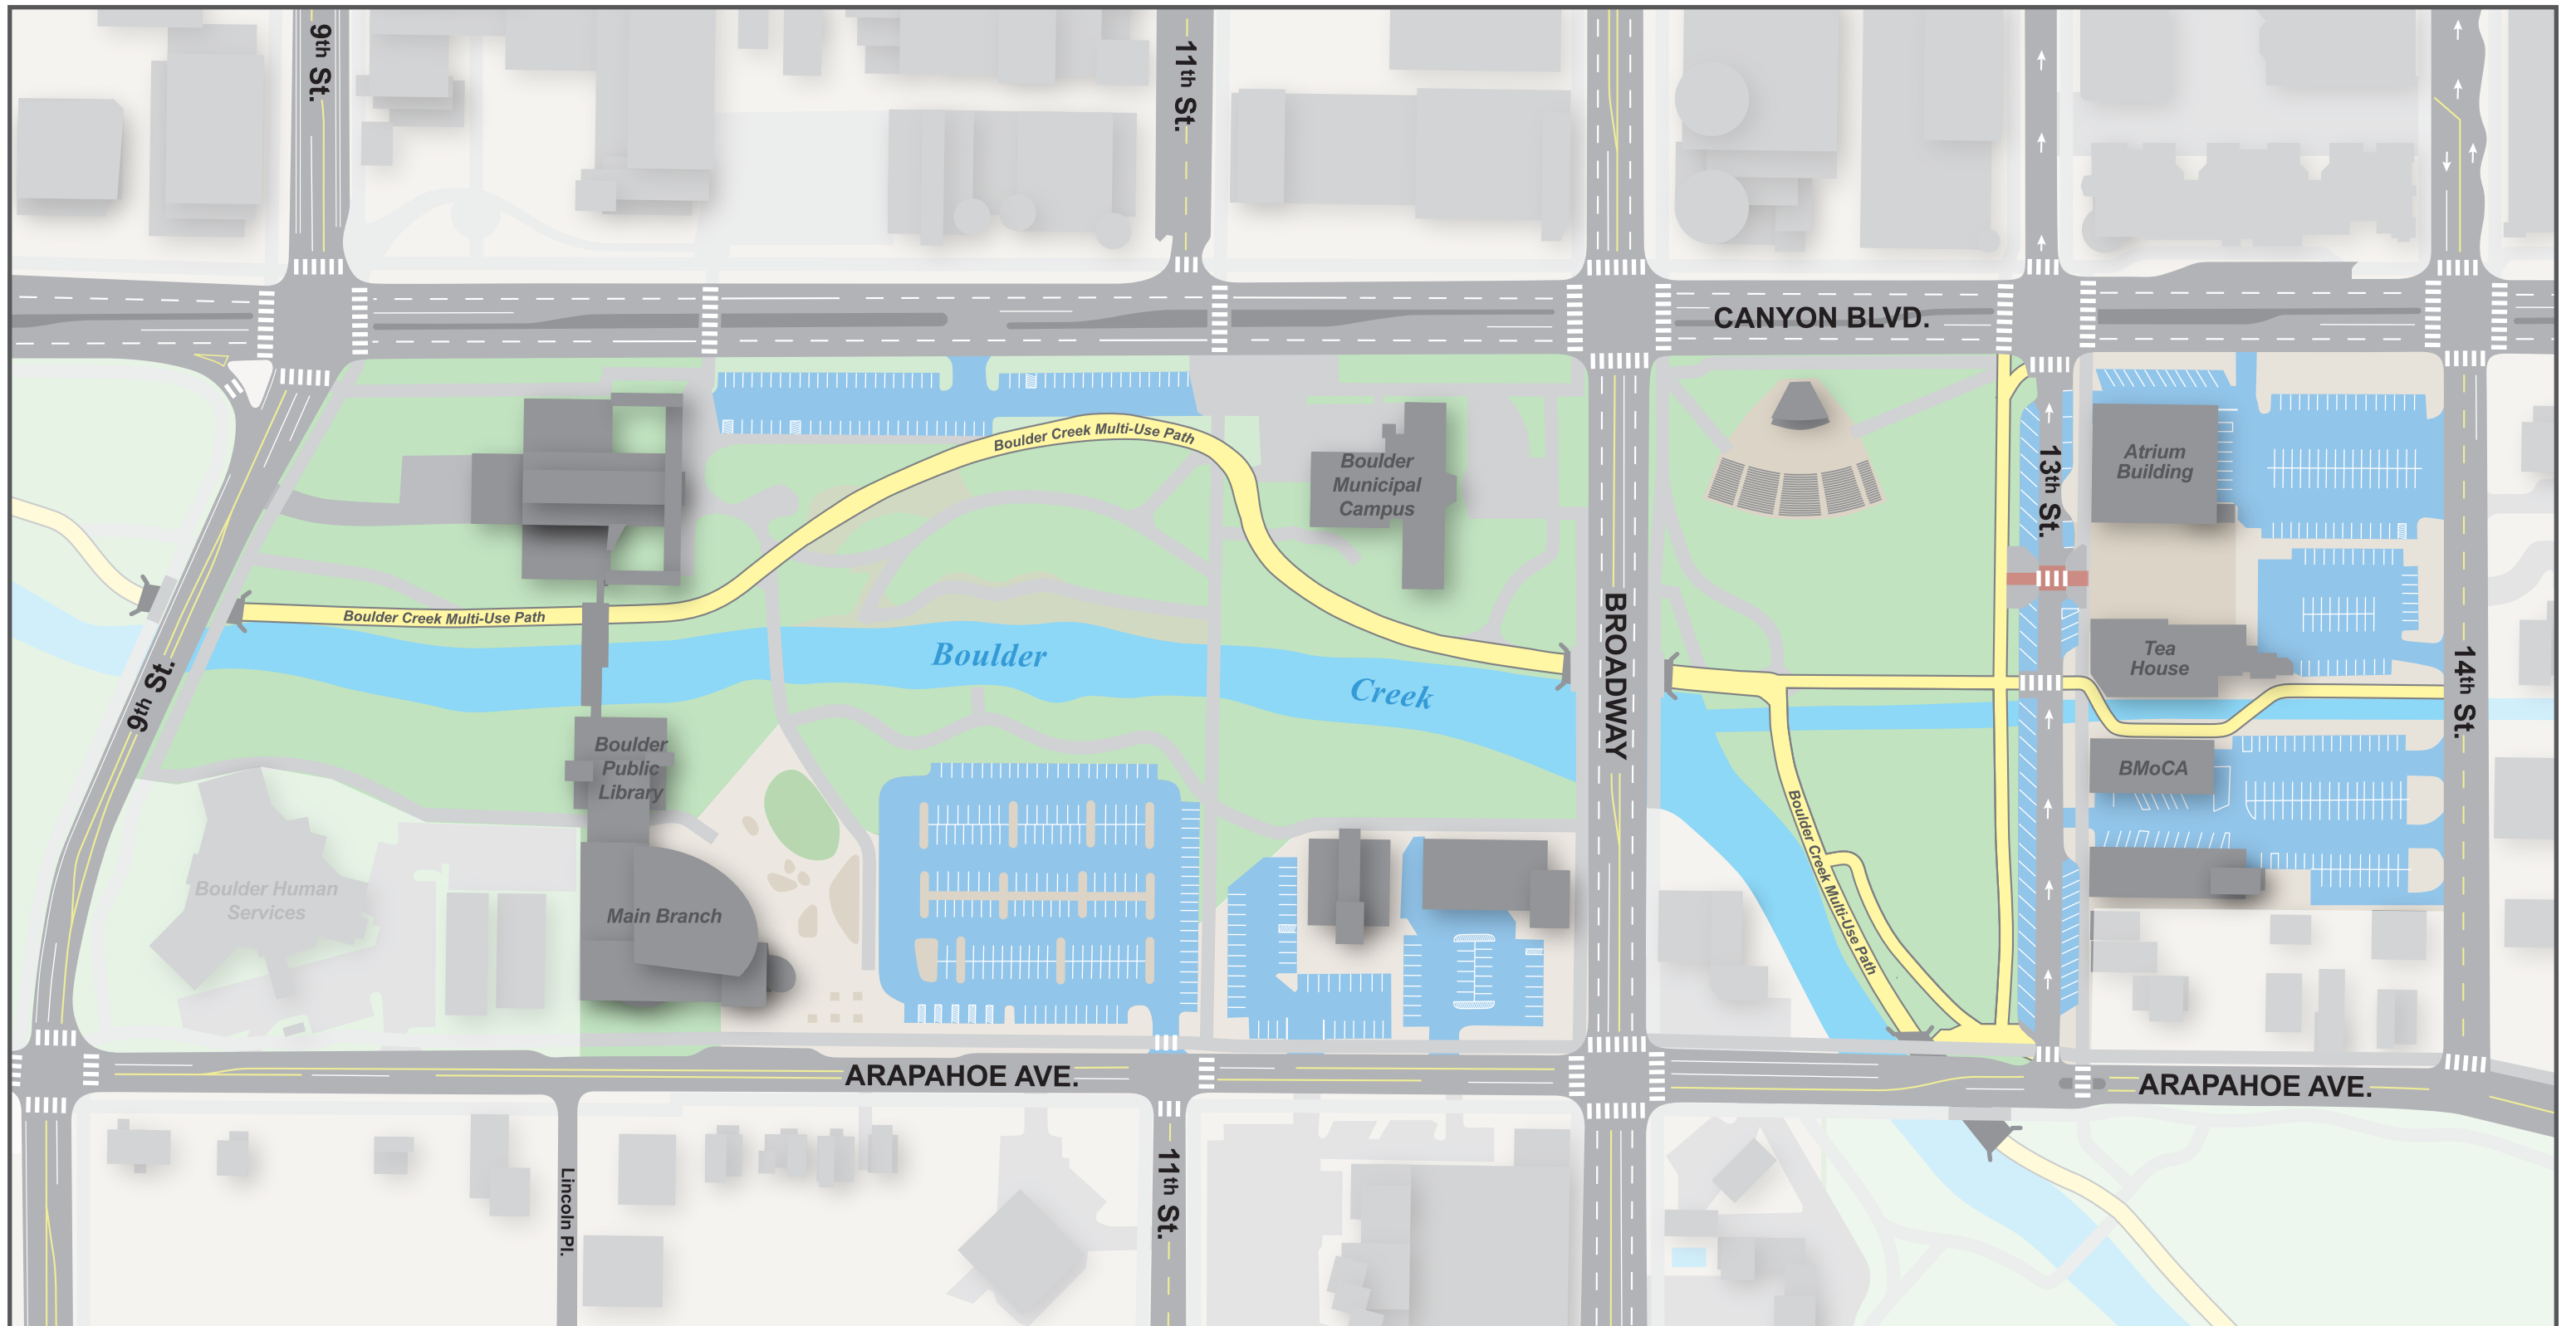 9th St.
11th St.
CANYON BLVD.
Boulder Creek Multi-Use Path
Boulder
Municipal
Campus
13th St.
Atrium
Building
Boulder Creek Multi-Use Path
Boulder
Creek
BROADWAY
Tea
House
14th St.
9th St.
Boulder
Public
Library
BMoCA
Boulder Creek Multi-Use Path
Boulder Human
Services
Main Branch
ARAPAHOE AVE.
ARAPAHOE AVE.
Lincoln Pl.
11th St.